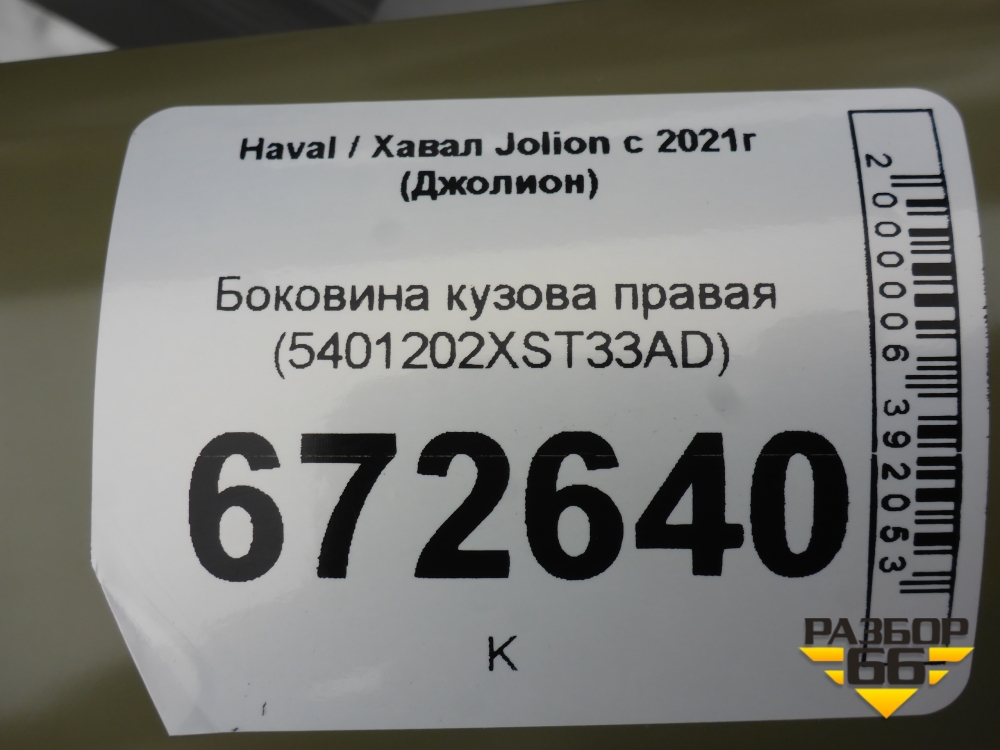 Haval / Хавал Jolion с 2021г
(Джолион)
Боковина кузова правая
(5401202XST33AD)
672640
К
2 000006 392053
РАЗБОР
66